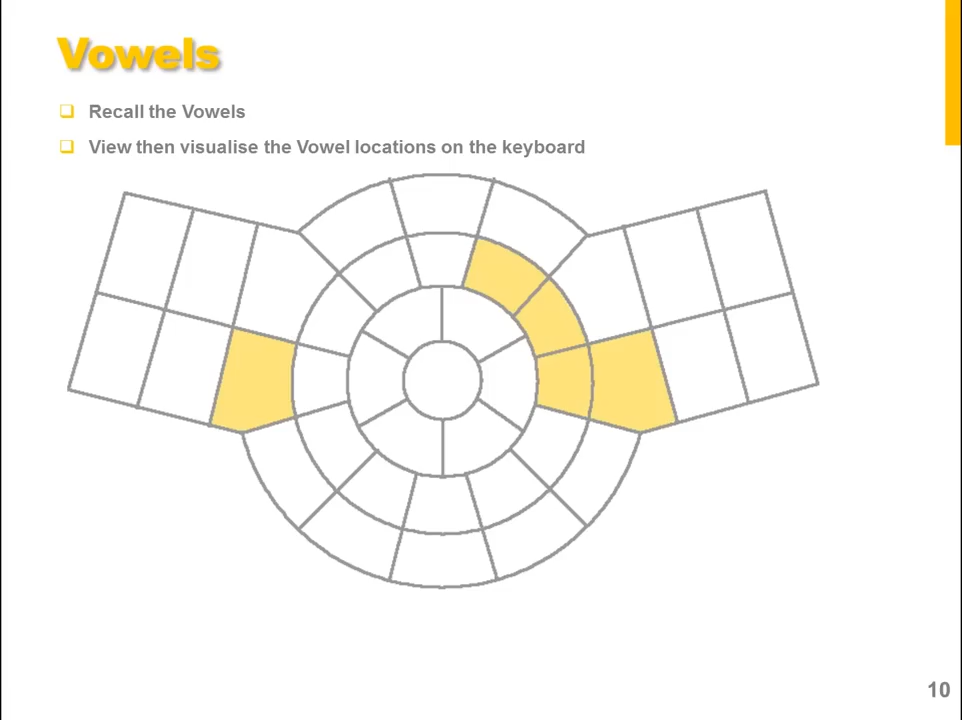 Vowels
Recall the Vowels
View then visualise the Vowel locations on the keyboard
10